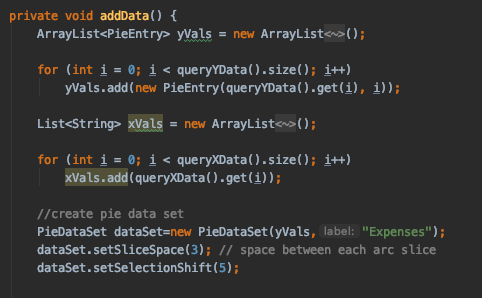 private void addData() {
ArrayList<PieEntry> yVals = new ArrayList<~>();
for (int i = 0; i < queryYData().size(); i++)
yVals.add(new PieEntry(queryYData().get(i), i));
List<String> xVals = new ArrayList<~>();
for (int i = 0; i < queryXData().size(); i++)
xVals.add(queryXData().get(i));
//create pie data set
PieDataSet dataSet=new PieDataSet(yVals, label: "Expenses");
dataSet.setSliceSpace(3); // space between each arc slice
dataSet.setSelectionShift(5);